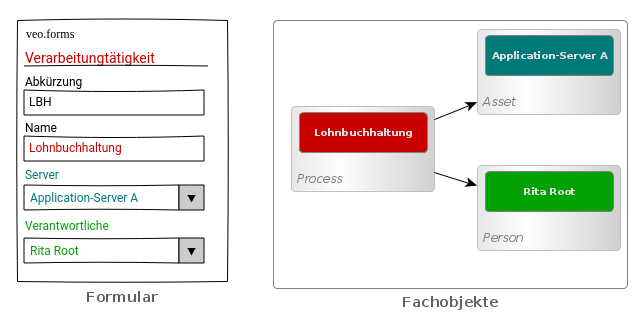 veo.forms
Verarbeitungtätigkeit
Abkürzung
LBH
Name
Lohnbuchhaltung
Server
Application-Server A
Verantwortliche
Rita Root
Formular
Lohnbuchhaltung
Process
Application-Server A
Asset
Rita Root
Person
Fachobjekte